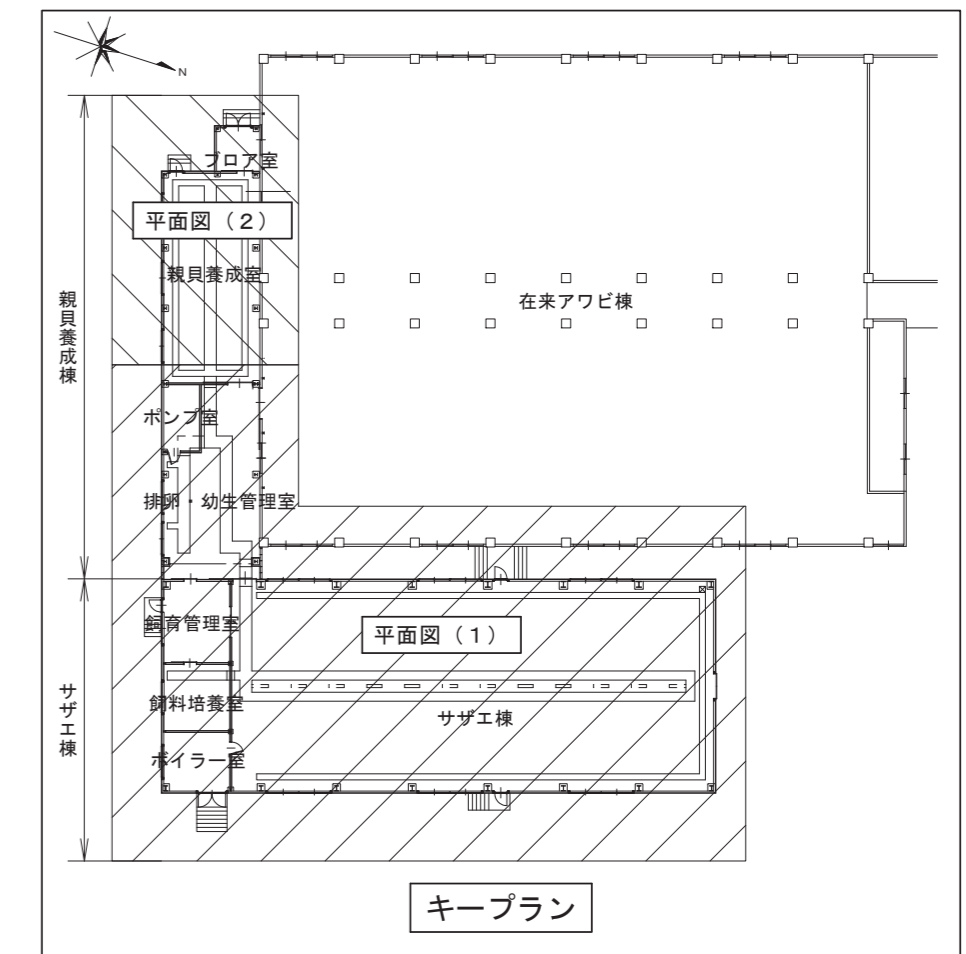 N
ブロア室
平面図（２）
親貝養成室
在来アワビ棟
親貝養成棟
ポンプ室
排卵・幼生管理室
飼育管理室
平面図（１）
飼料培養室
サザエ棟
サザエ棟
ボイラー室
キープラン